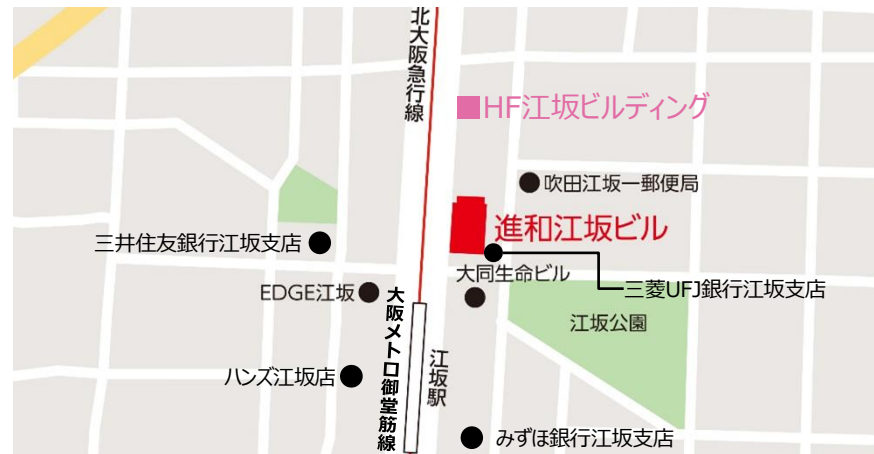 北大阪急行線
HF江坂ビルディング
吹田江坂一郵便局
進和江坂ビル
三井住友銀行江坂支店
大同生命ビル
三菱UFJ銀行江坂支店
EDGE江坂
大阪メトロ御堂筋線
江坂公園
江坂駅
ハンズ江坂店
みずほ銀行江坂支店